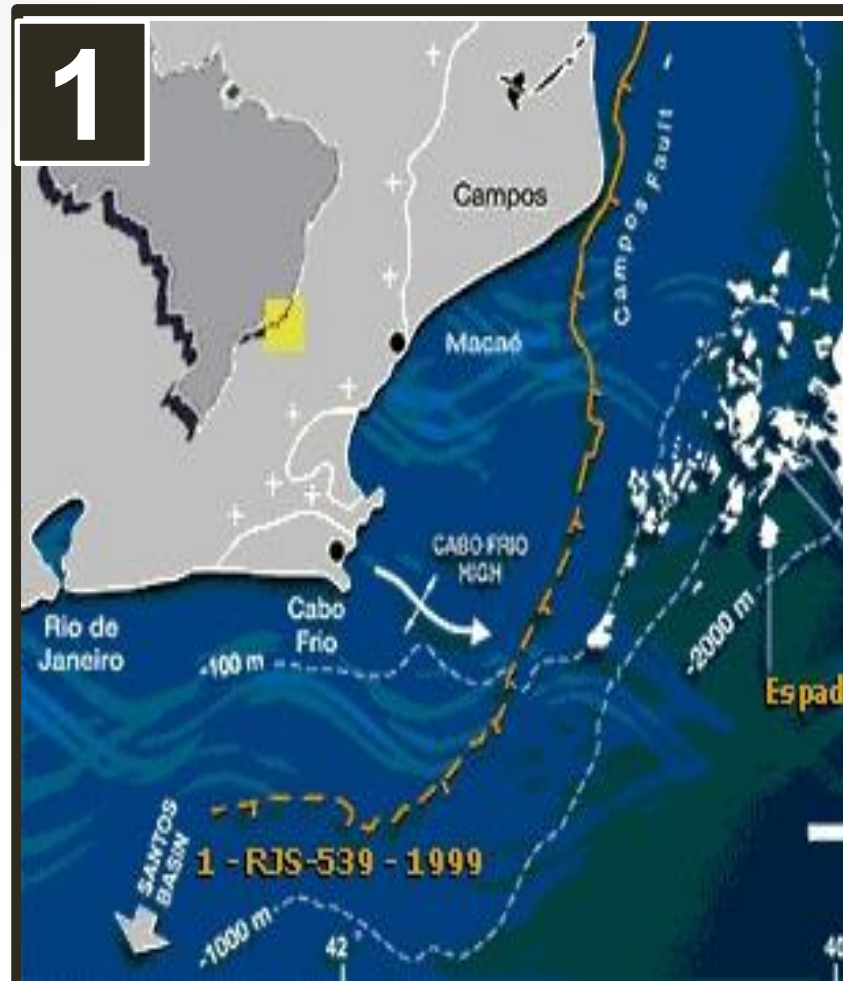 1
Campos
Campos Fault
Macaé
CABO FRIO
HIGH
Rio de
Janeiro
Cabo
Frio
-100 m
-2000 m
Espad
SANTOS
BASIN
1 - RJS-539 - 1999
-1000 m
42
40